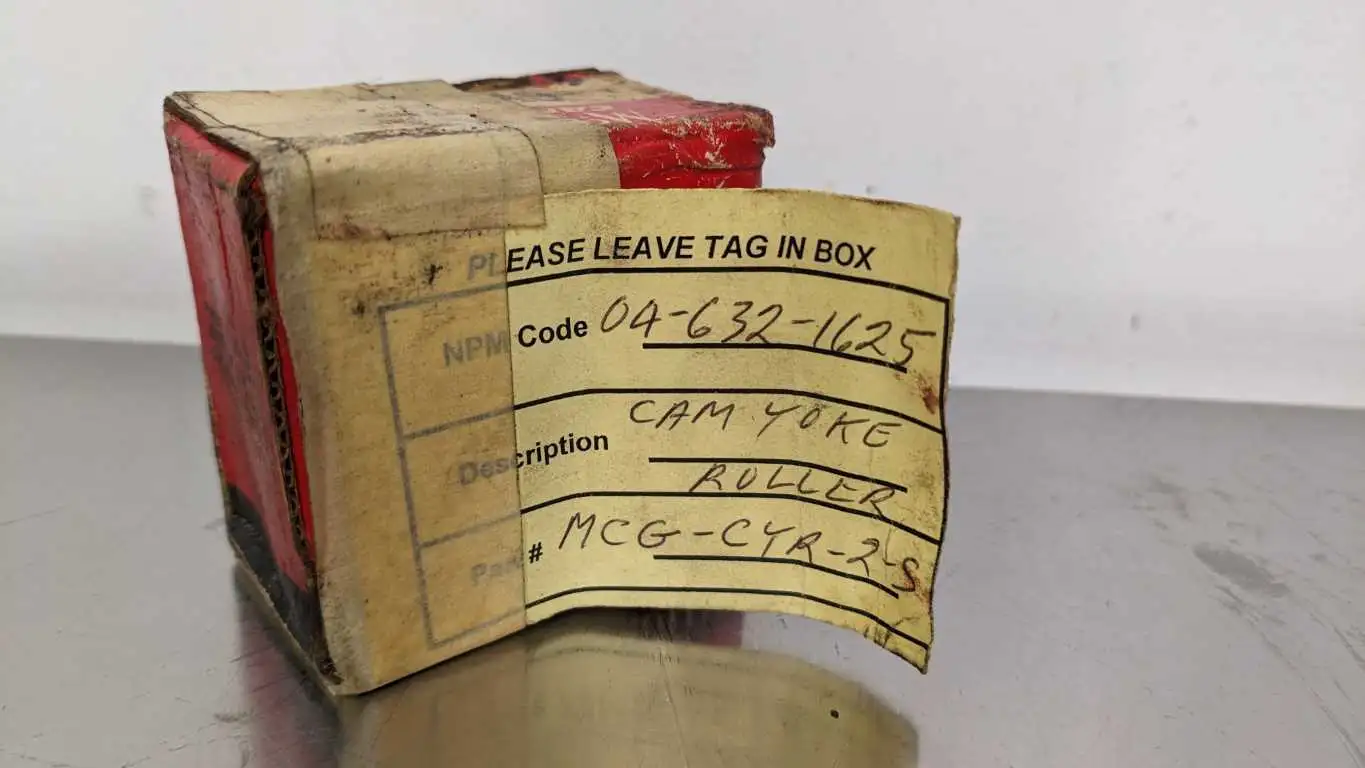 PLEASE LEAVE TAG IN BOX
NPM Code 04-632-1625
Description CAM YOKE
ROLLER
Part # MCG-CYR-2-S